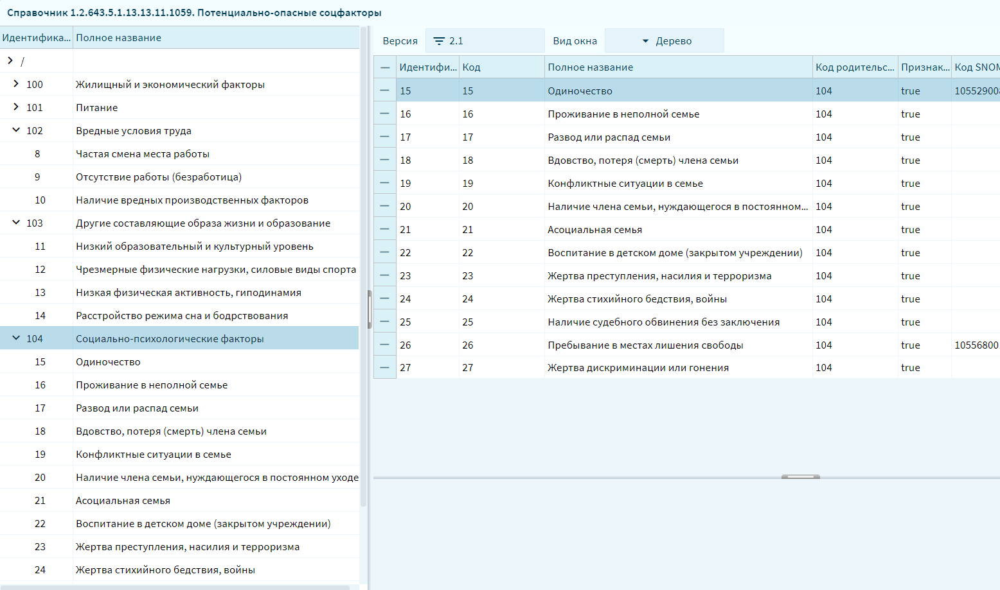 Справочник 1.2.643.5.1.13.13.11.1059. Потенциально-опасные соцфакторы
Идентифика... Полное название
/
100 Жилищный и экономический факторы
101 Питание
102 Вредные условия труда
8 Частая смена места работы
9 Отсутствие работы (безработица)
10 Наличие вредных производственных факторов
103 Другие составляющие образа жизни и образование
11 Низкий образовательный и культурный уровень
12 Чрезмерные физические нагрузки, силовые виды спорта
13 Низкая физическая активность, гиподинамия
14 Расстройство режима сна и бодрствования
104 Социально-психологические факторы
15 Одиночество
16 Проживание в неполной семье
17 Развод или распад семьи
18 Вдовство, потеря (смерть) члена семьи
19 Конфликтные ситуации в семье
20 Наличие члена семьи, нуждающегося в постоянном уходе
21 Асоциальная семья
22 Воспитание в детском доме (закрытом учреждении)
23 Жертва преступления, насилия и терроризма
24 Жертва стихийного бедствия, войны
Версия 2.1 Вид окна Дерево
Идентифи... Код Полное название Код родительс... Признак... Код SNOM
15 15 Одиночество 104 true 10552900
16 16 Проживание в неполной семье 104 true
17 17 Развод или распад семьи 104 true
18 18 Вдовство, потеря (смерть) члена семьи 104 true
19 19 Конфликтные ситуации в семье 104 true
20 20 Наличие члена семьи, нуждающегося в постоянном... 104 true
21 21 Асоциальная семья 104 true
22 22 Воспитание в детском доме (закрытом учреждении) 104 true
23 23 Жертва преступления, насилия и терроризма 104 true
24 24 Жертва стихийного бедствия, войны 104 true
25 25 Наличие судебного обвинения без заключения 104 true
26 26 Пребывание в местах лишения свободы 104 true 10556800
27 27 Жертва дискриминации или гонения 104 true